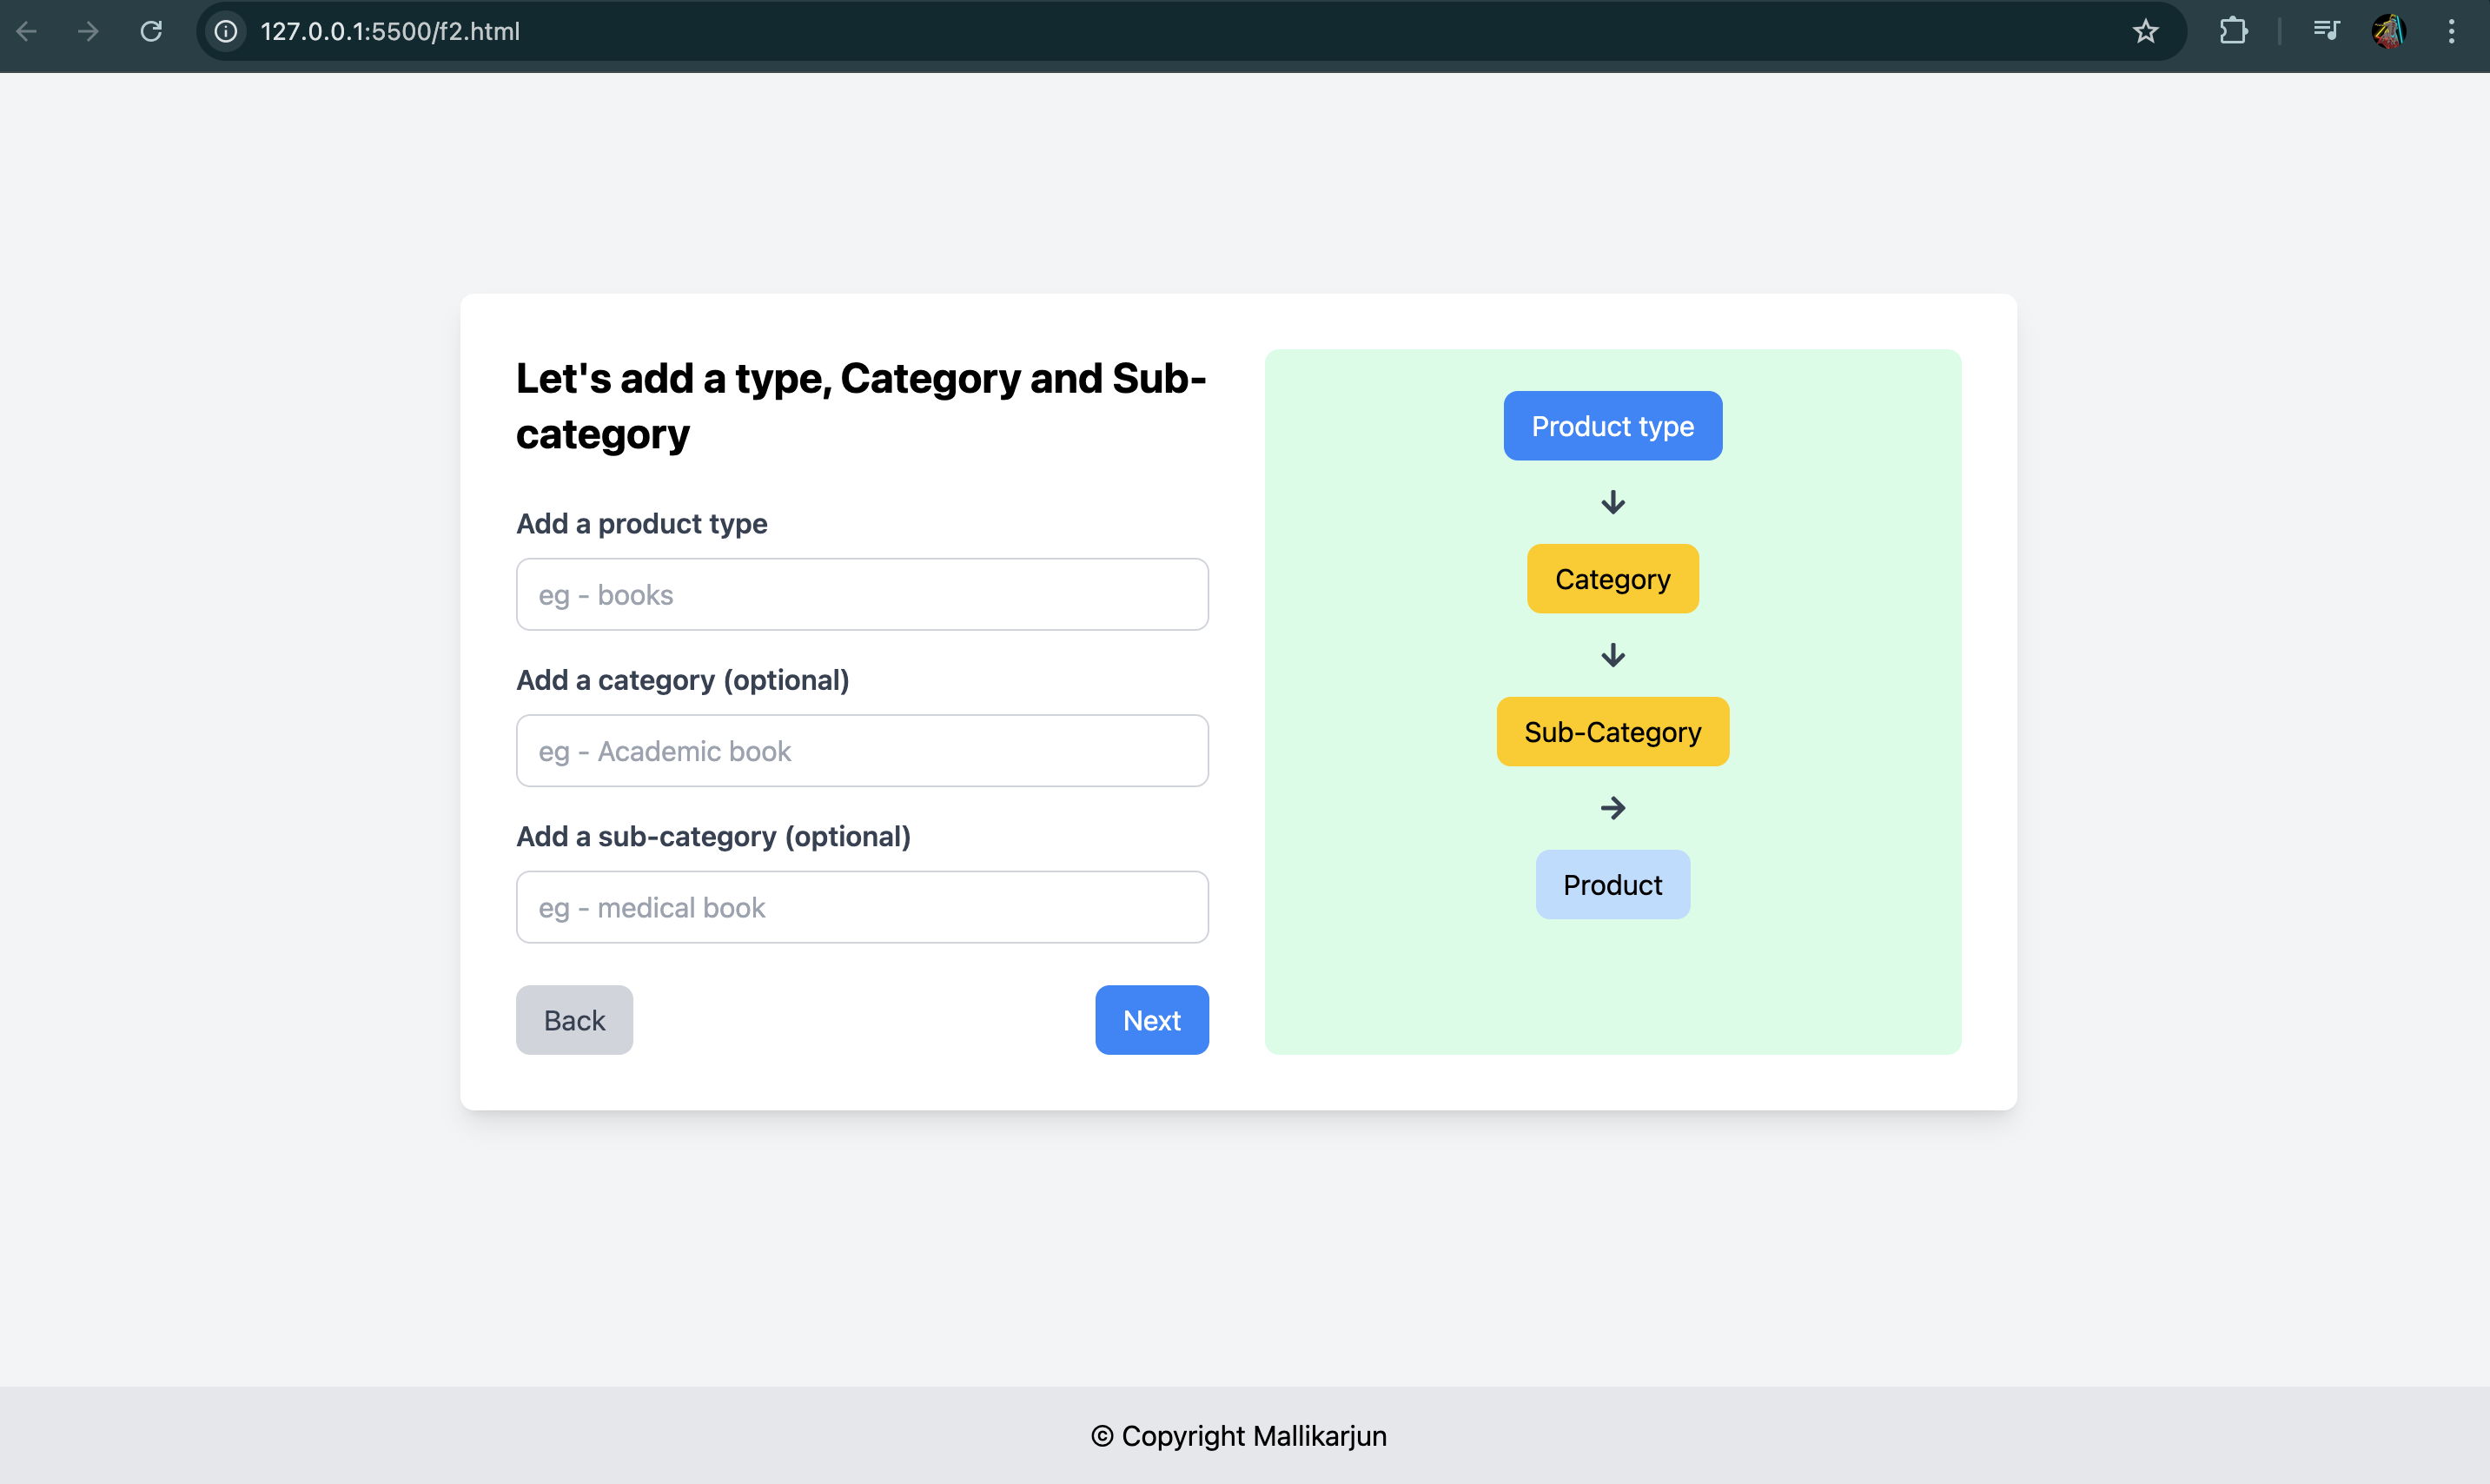 127.0.0.1:5500/f2.html
Let's add a type, Category and Sub-
category
Add a product type
eg - books
Add a category (optional)
eg - Academic book
Add a sub-category (optional)
eg - medical book
Back
Next
Product type
Category
Sub-Category
Product
© Copyright Mallikarjun